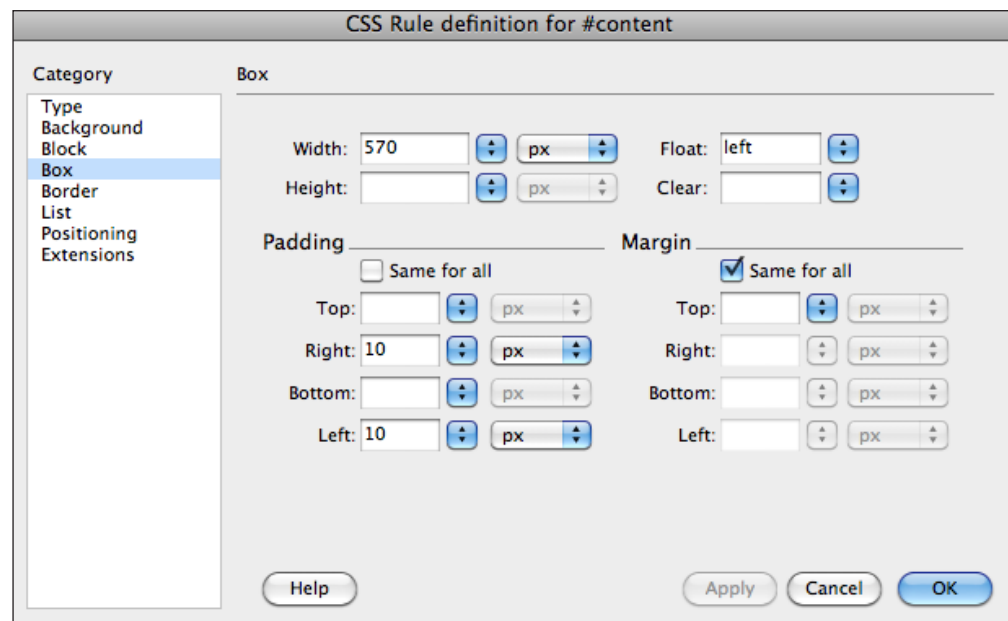 CSS Rule definition for #content
Category
Type
Background
Block
Box
Border
List
Positioning
Extensions
Box
Width: 570 px
Float: left
Height: px
Clear:
Padding
Same for all
Top: px
Right: 10 px
Bottom: px
Left: 10 px
Margin
Same for all
Top: px
Right: px
Bottom: px
Left: px
Help
Apply
Cancel
OK